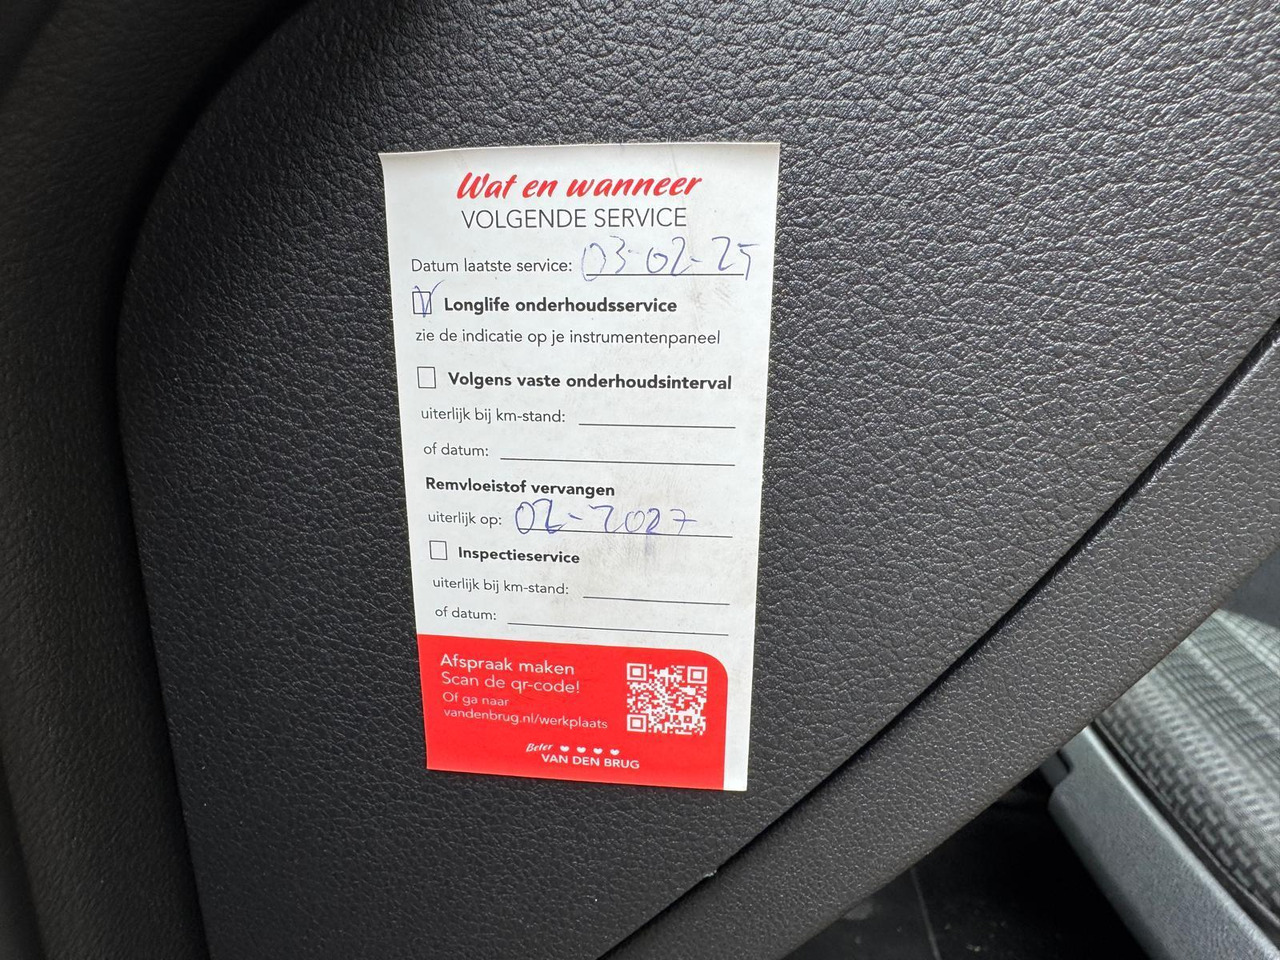 Wat en wanneer
VOLGENDE SERVICE
Datum laatste service: 03-02-25
Longlife onderhoudsservice
zie de indicatie op je instrumentenpaneel
Volgens vaste onderhoudsinterval
uiterlijk bij km-stand:
of datum:
Remvloeistof vervangen
uiterlijk op: 02-2027
Inspectieservice
uiterlijk bij km-stand:
of datum:
Afspraak maken
Scan de qr-code!
Of ga naar
vandenbrug.nl/werkplaats
Beter
VAN DEN BRUG